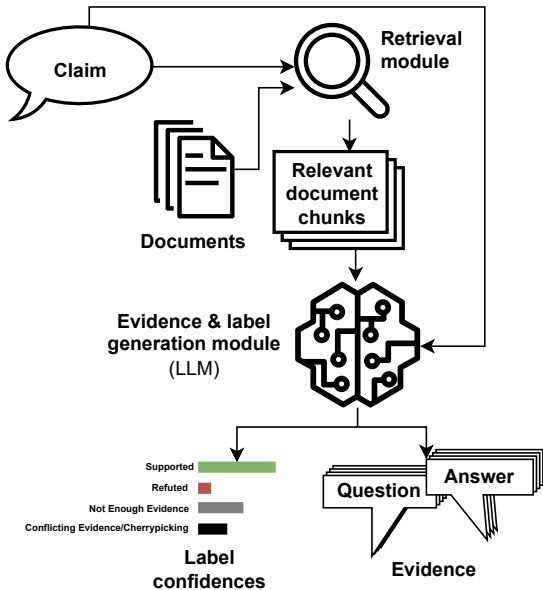 Claim
Retrieval
module
Documents
Relevant
document
chunks
Evidence & label
generation module
(LLM)
Supported
Refuted
Not Enough Evidence
Conflicting Evidence/Cherrypicking
Label
confidences
Question
Answer
Evidence